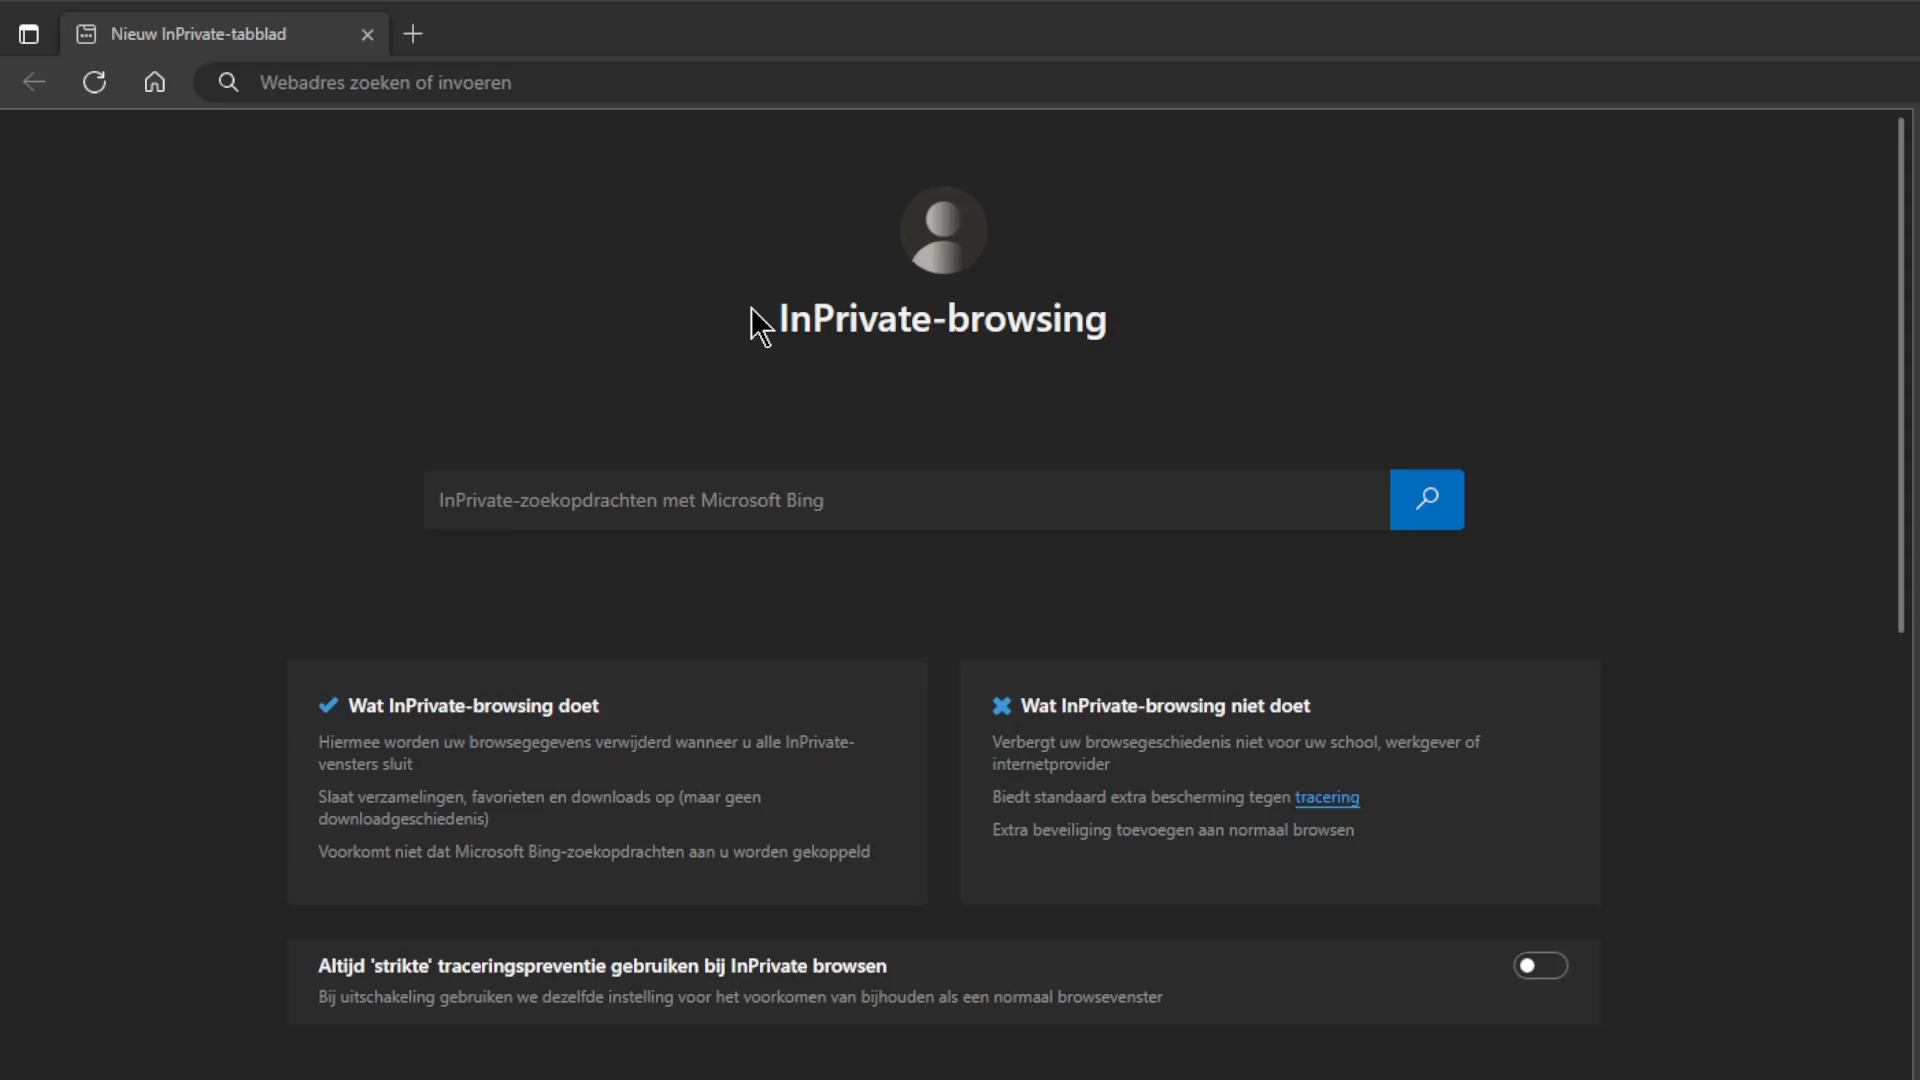 Nieuw InPrivate-tabblad
Webadres zoeken of invoeren
InPrivate-browsing
InPrivate-zoekopdrachten met Microsoft Bing
Wat InPrivate-browsing doet
Hiermee worden uw browsegegevens verwijderd wanneer u alle InPrivate-
vensters sluit
Slaat verzamelingen, favorieten en downloads op (maar geen
downloadgeschiedenis)
Voorkomt niet dat Microsoft Bing-zoekopdrachten aan u worden gekoppeld
Wat InPrivate-browsing niet doet
Verbergt uw browsegeschiedenis niet voor uw school, werkgever of
internetprovider
Biedt standaard extra bescherming tegen tracering
Extra beveiliging toevoegen aan normaal browsen
Altijd 'strikte' traceringspreventie gebruiken bij InPrivate browsen
Bij uitschakeling gebruiken we dezelfde instelling voor het voorkomen van bijhouden als een normaal browsevenster